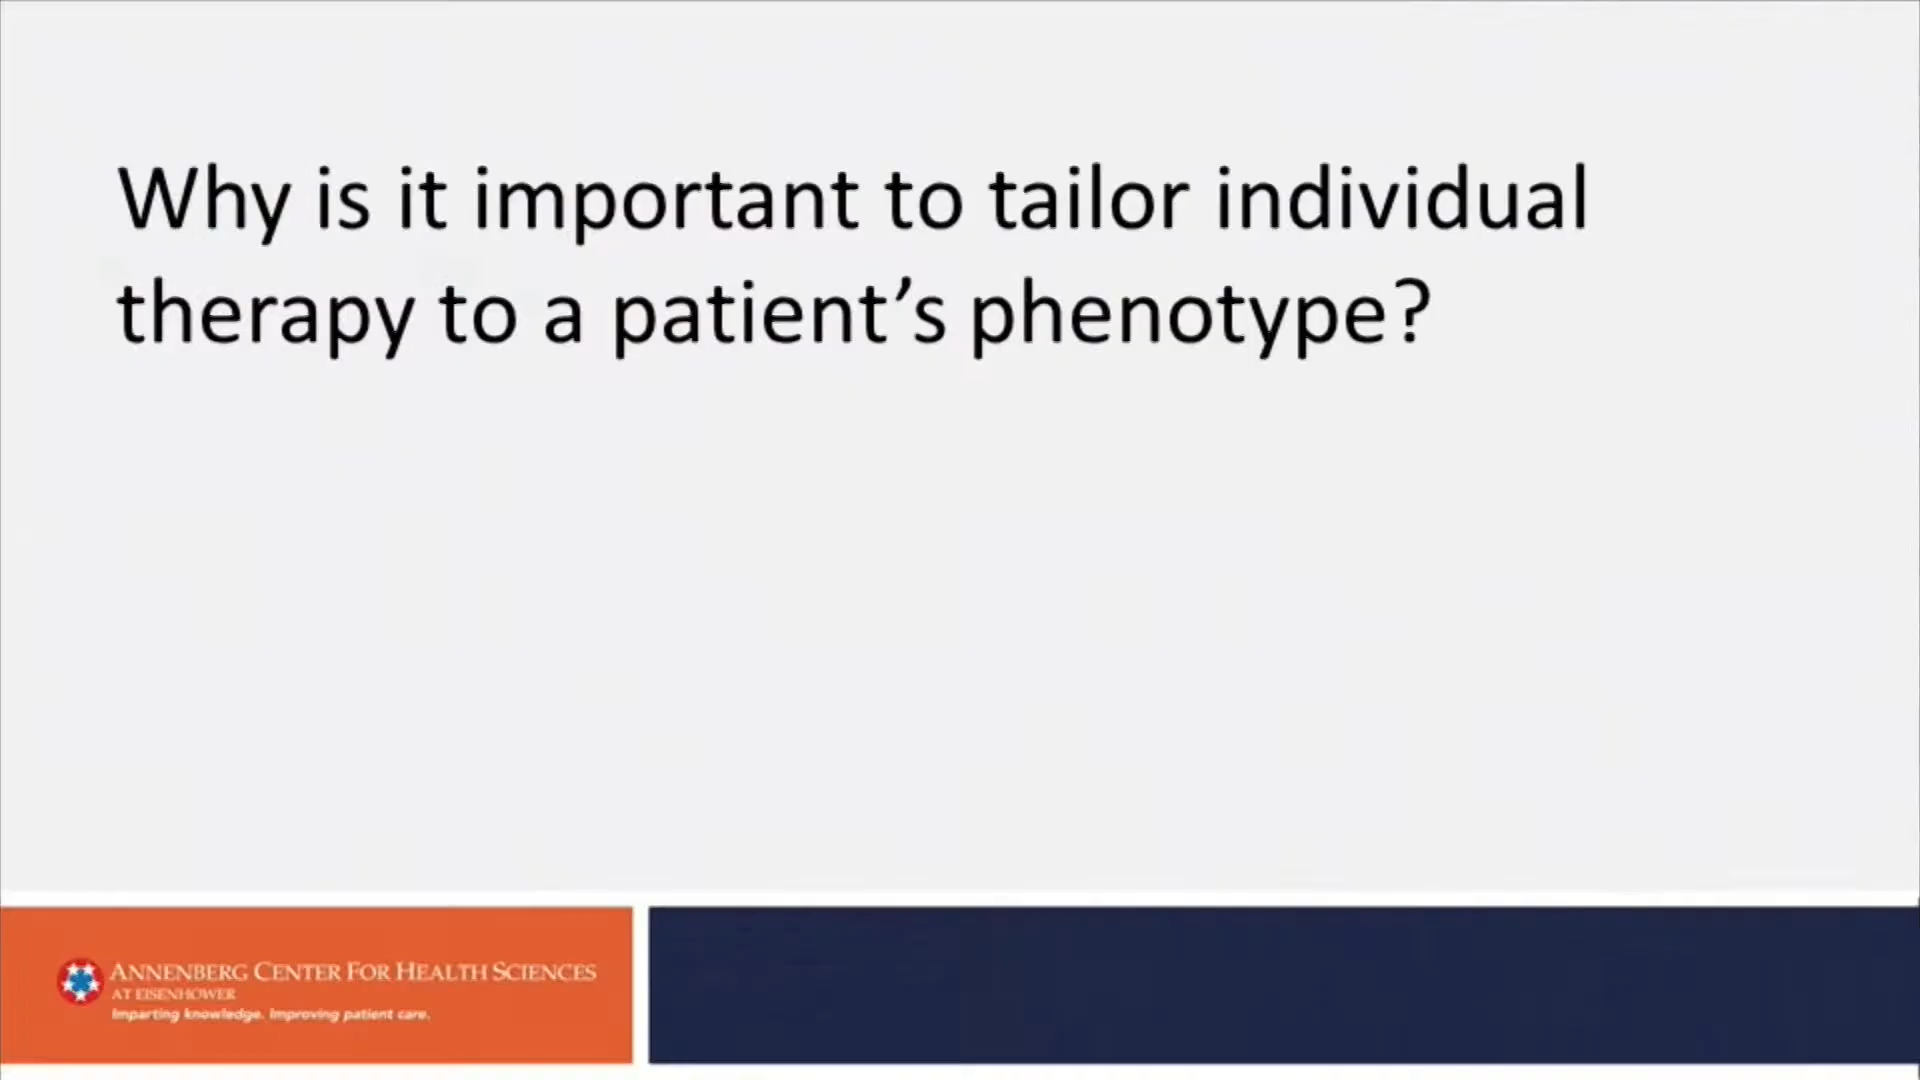 Why is it important to tailor individual
therapy to a patient’s phenotype?
ANNENBERG CENTER FOR HEALTH SCIENCES
AT EISENHOWER
Imparting knowledge. Improving patient care.